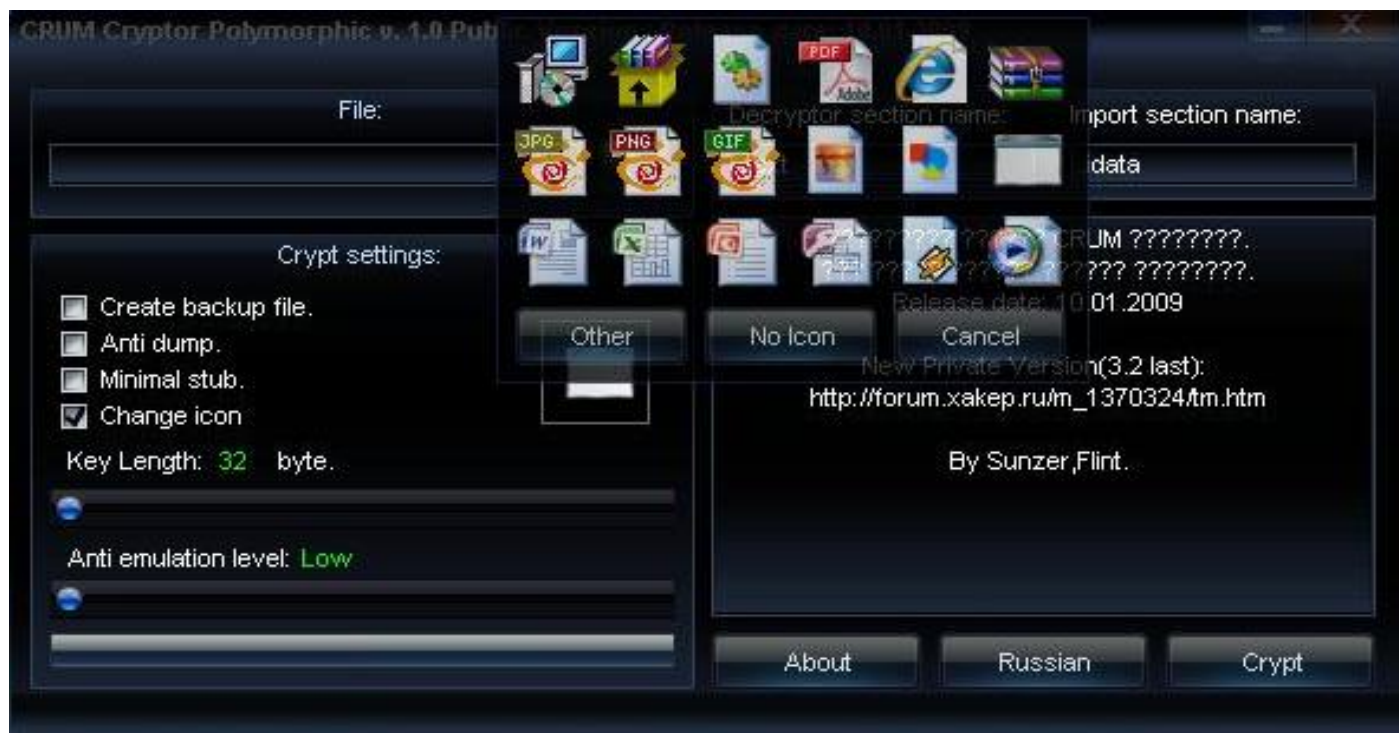 CRUM Cryptor Polymorphic v. 1.0 Pub
File:
Decryptor section name:
Import section name:
idata
PDF
Adobe
JPG
PNG
GIF
Other
No Icon
Cancel
Crypt settings:
Create backup file.
Anti dump.
Minimal stub.
Change icon
Key Length: 32 byte.
Anti emulation level: Low
CRUM ????????.
?????? ????????.
Release date: 10.01.2009
New Private Version(3.2 last):
http://forum.xakep.ru/m_1370324/tm.htm
By Sunzer,Flint.
About
Russian
Crypt